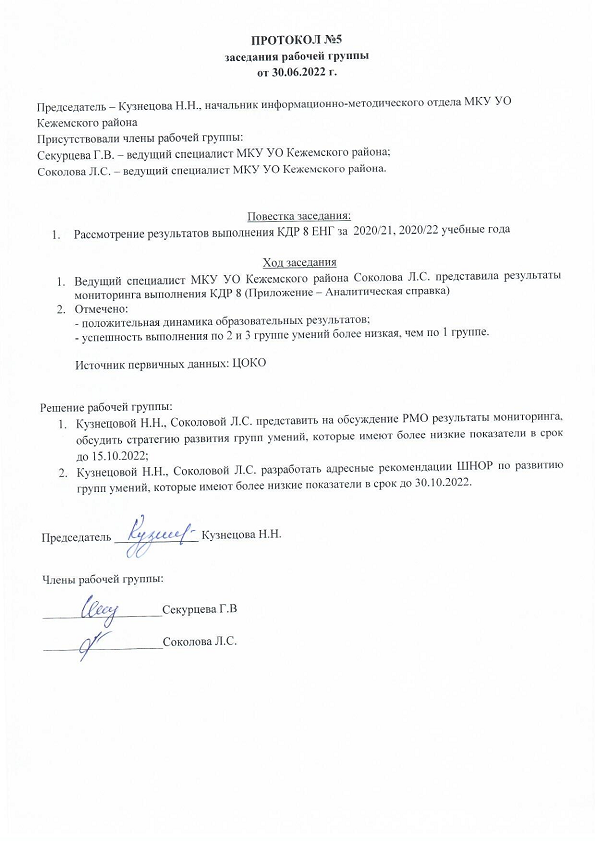 ПРОТОКОЛ №5
заседания рабочей группы
от 30.06.2022 г.
Председатель – Кузнецова Н.Н., начальник информационно-методического отдела МКУ УО
Кежемского района
Присутствовали члены рабочей группы:
Секурцева Г.В. – ведущий специалист МКУ УО Кежемского района;
Соколова Л.С. – ведущий специалист МКУ УО Кежемского района.
Повестка заседания:
1. Рассмотрение результатов выполнения КДР 8 ЕНГ за 2020/21, 2020/22 учебные года
Ход заседания
1. Ведущий специалист МКУ УО Кежемского района Соколова Л.С. представила результаты
мониторинга выполнения КДР 8 (Приложение – Аналитическая справка)
2. Отмечено:
- положительная динамика образовательных результатов;
- успешность выполнения по 2 и 3 группе умений более низкая, чем по 1 группе.
Источник первичных данных: ЦОКО
Решение рабочей группы:
1. Кузнецовой Н.Н., Соколовой Л.С. представить на обсуждение РМО результаты мониторинга,
обсудить стратегию развития групп умений, которые имеют более низкие показатели в срок
до 15.10.2022;
2. Кузнецовой Н.Н., Соколовой Л.С. разработать адресные рекомендации ШНОР по развитию
групп умений, которые имеют более низкие показатели в срок до 30.10.2022.
Председатель ______________ Кузнецова Н.Н.
Члены рабочей группы:
____________________Секурцева Г.В
____________________Соколова Л.С.